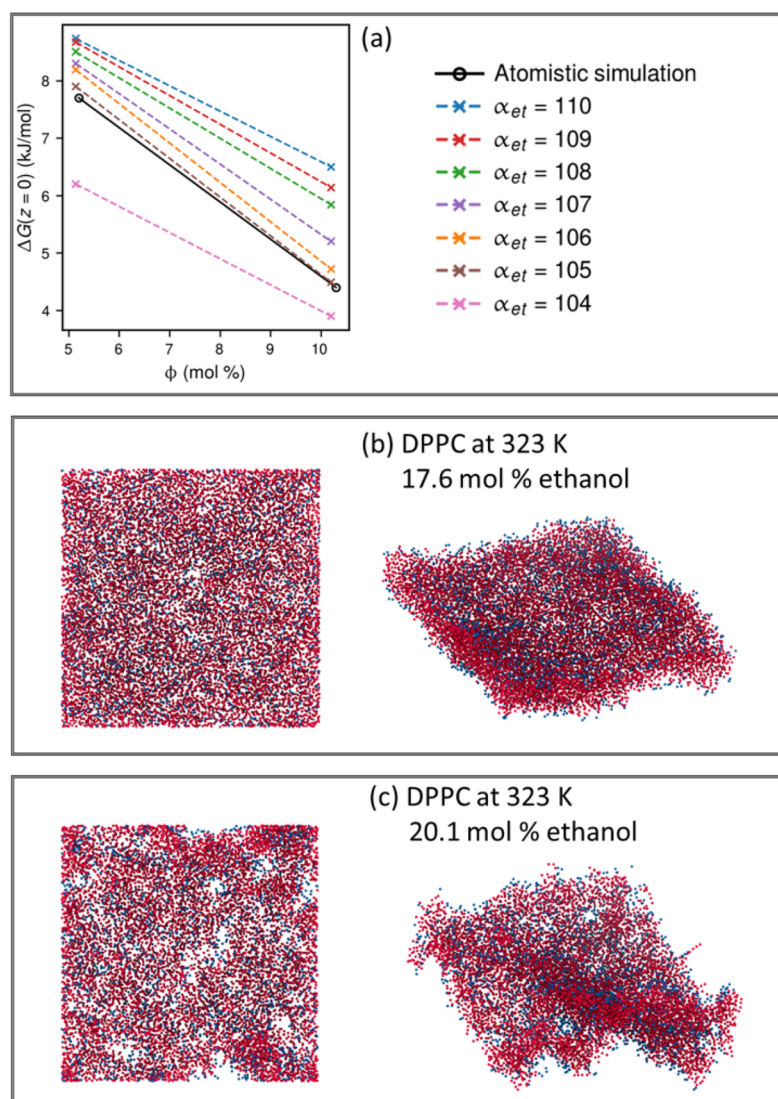 (a)
8
7
6
5
4
ΔG(z = 0) (kJ/mol)
5 6 7 8 9 10
ϕ (mol %)
Atomistic simulation
α_et = 110
α_et = 109
α_et = 108
α_et = 107
α_et = 106
α_et = 105
α_et = 104
(b) DPPC at 323 K
17.6 mol % ethanol
(c) DPPC at 323 K
20.1 mol % ethanol